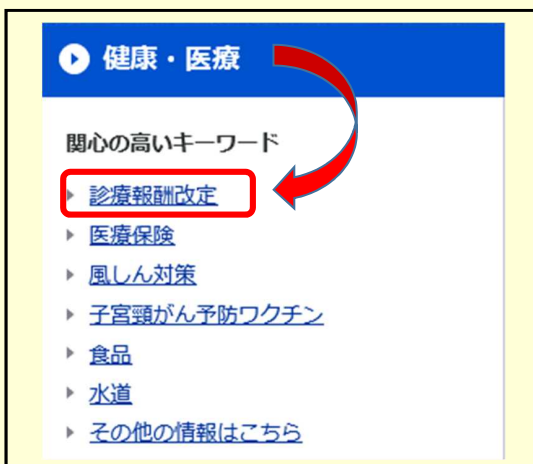 健康・医療
関心の高いキーワード
診療報酬改定
医療保険
風しん対策
子宮頸がん予防ワクチン
食品
水道
その他の情報はこちら